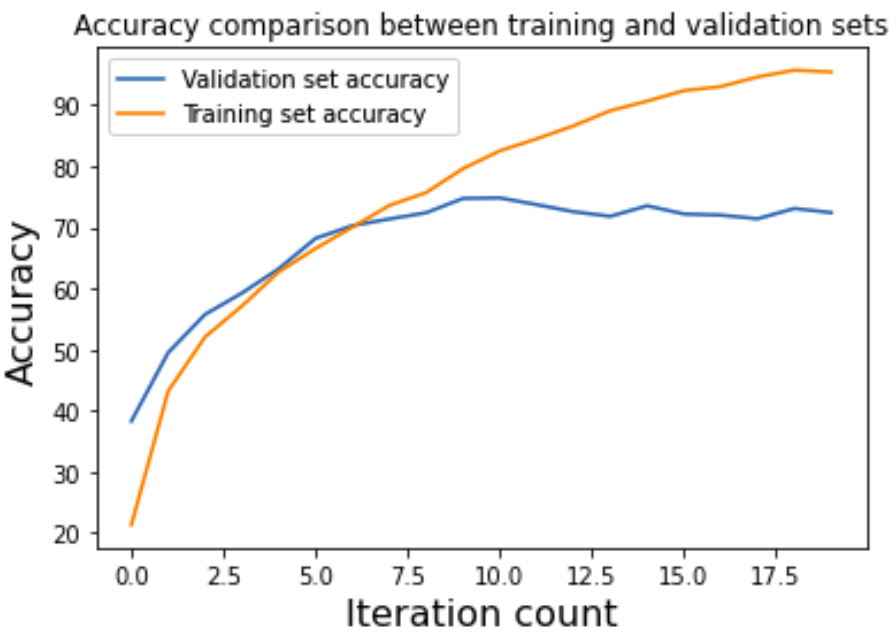 Accuracy comparison between training and validation sets
Validation set accuracy
Training set accuracy
Accuracy
90
80
70
60
50
40
30
20
0.0 2.5 5.0 7.5 10.0 12.5 15.0 17.5
Iteration count